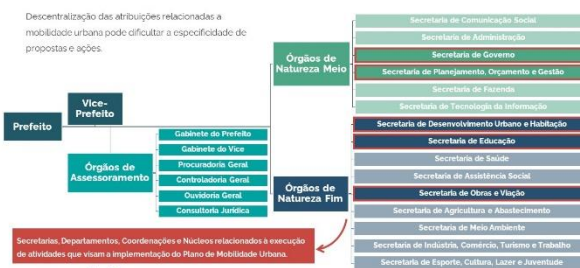 Descentralização das atribuições relacionadas a
mobilidade urbana pode dificultar a especificidade de
propostas e ações.
Prefeito
Vice-
Prefeito
Órgãos de
Assessoramento
Gabinete do Prefeito
Gabinete do Vice
Procuradoria Geral
Controladoria Geral
Ouvidoria Geral
Consultoria Jurídica
Órgãos de
Natureza Meio
Secretaria de Comunicação Social
Secretaria de Administração
Secretaria de Governo
Secretaria de Planejamento, Orçamento e Gestão
Secretaria de Fazenda
Secretaria de Tecnologia da Informação
Órgãos de
Natureza Fim
Secretaria de Desenvolvimento Urbano e Habitação
Secretaria de Educação
Secretaria de Saúde
Secretaria de Assistência Social
Secretaria de Obras e Viação
Secretaria de Agricultura e Abastecimento
Secretaria de Meio Ambiente
Secretaria de Indústria, Comércio, Turismo e Trabalho
Secretaria de Esporte, Cultura, Lazer e Juventude
Secretarias, Departamentos, Coordenações e Núcleos relacionados à execução
de atividades que visam a implementação do Plano de Mobilidade Urbana.